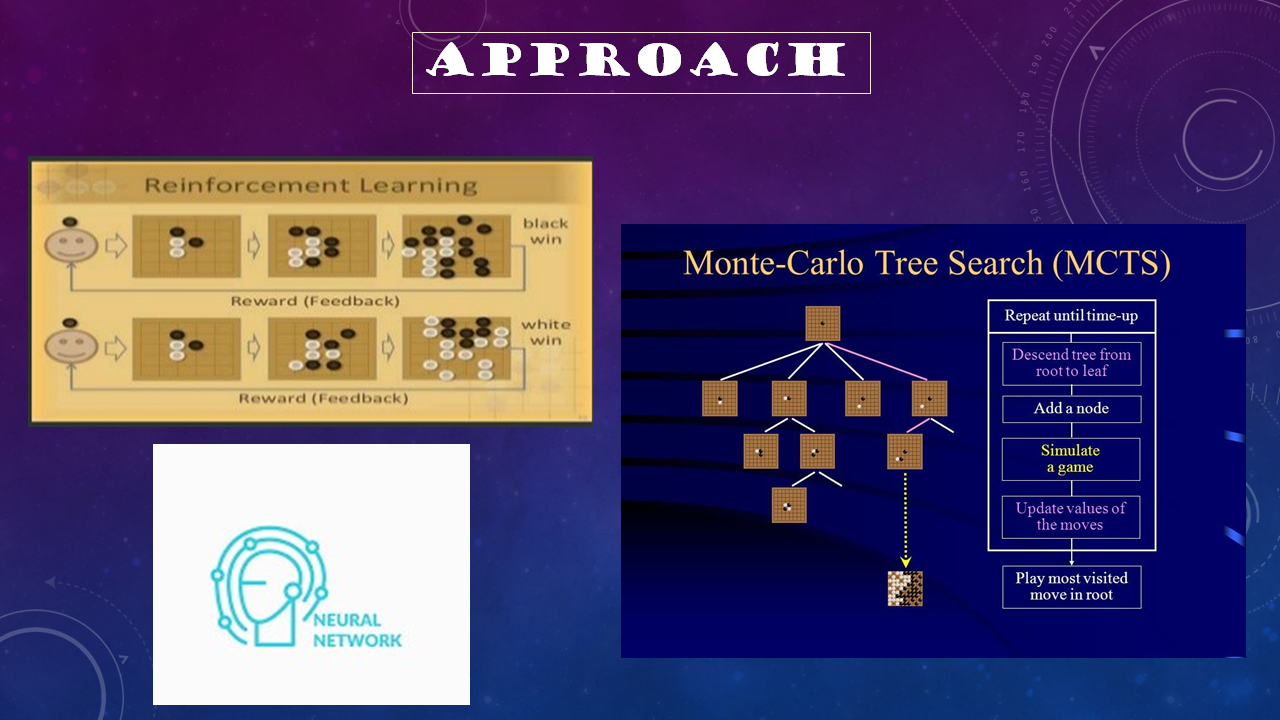 APPROACH
Reinforcement Learning
black
win
Reward (Feedback)
white
win
Reward (Feedback)
NEURAL
NETWORK
Monte-Carlo Tree Search (MCTS)
Repeat until time-up
Descend tree from
root to leaf
Add a node
Simulate
a game
Update values of
the moves
Play most visited
move in root